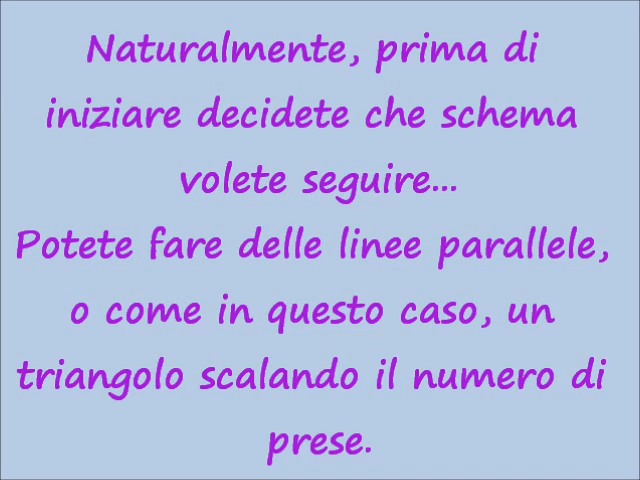 Naturalmente, prima di
iniziare decidete che schema
volete seguire...
Potete fare delle linee parallele,
o come in questo caso, un
triangolo scalando il numero di
prese.